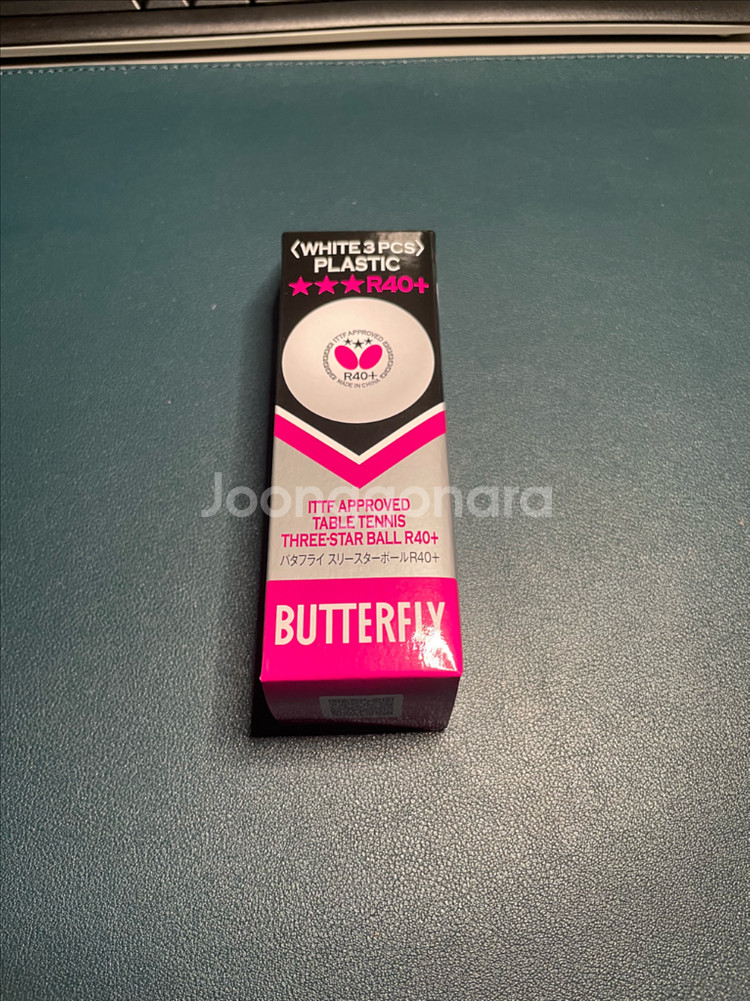 〈WHITE 3 PCS〉
PLASTIC
★★★R40+
ITTF APPROVED
★★★
R40+
MADE IN CHINA
Joonggonara
ITTF APPROVED
TABLE TENNIS
THREE-STAR BALL R40+
バタフライ スリースターボールR40+
BUTTERFLY